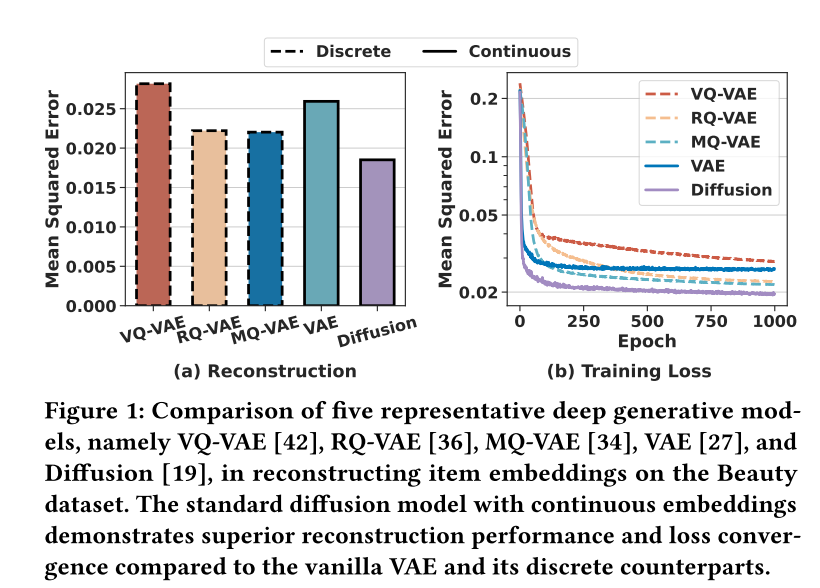 Discrete Continuous
Mean Squared Error
0.025
0.020
0.015
0.010
0.005
0.000
VQ-VAE RQ-VAE MQ-VAE VAE Diffusion
(a) Reconstruction
Mean Squared Error
0.2
0.1
0.05
0.02
VQ-VAE
RQ-VAE
MQ-VAE
VAE
Diffusion
0 250 500 750 1000
Epoch
(b) Training Loss
Figure 1: Comparison of five representative deep generative mod-
els, namely VQ-VAE [42], RQ-VAE [36], MQ-VAE [34], VAE [27], and
Diffusion [19], in reconstructing item embeddings on the Beauty
dataset. The standard diffusion model with continuous embeddings
demonstrates superior reconstruction performance and loss conver-
gence compared to the vanilla VAE and its discrete counterparts.